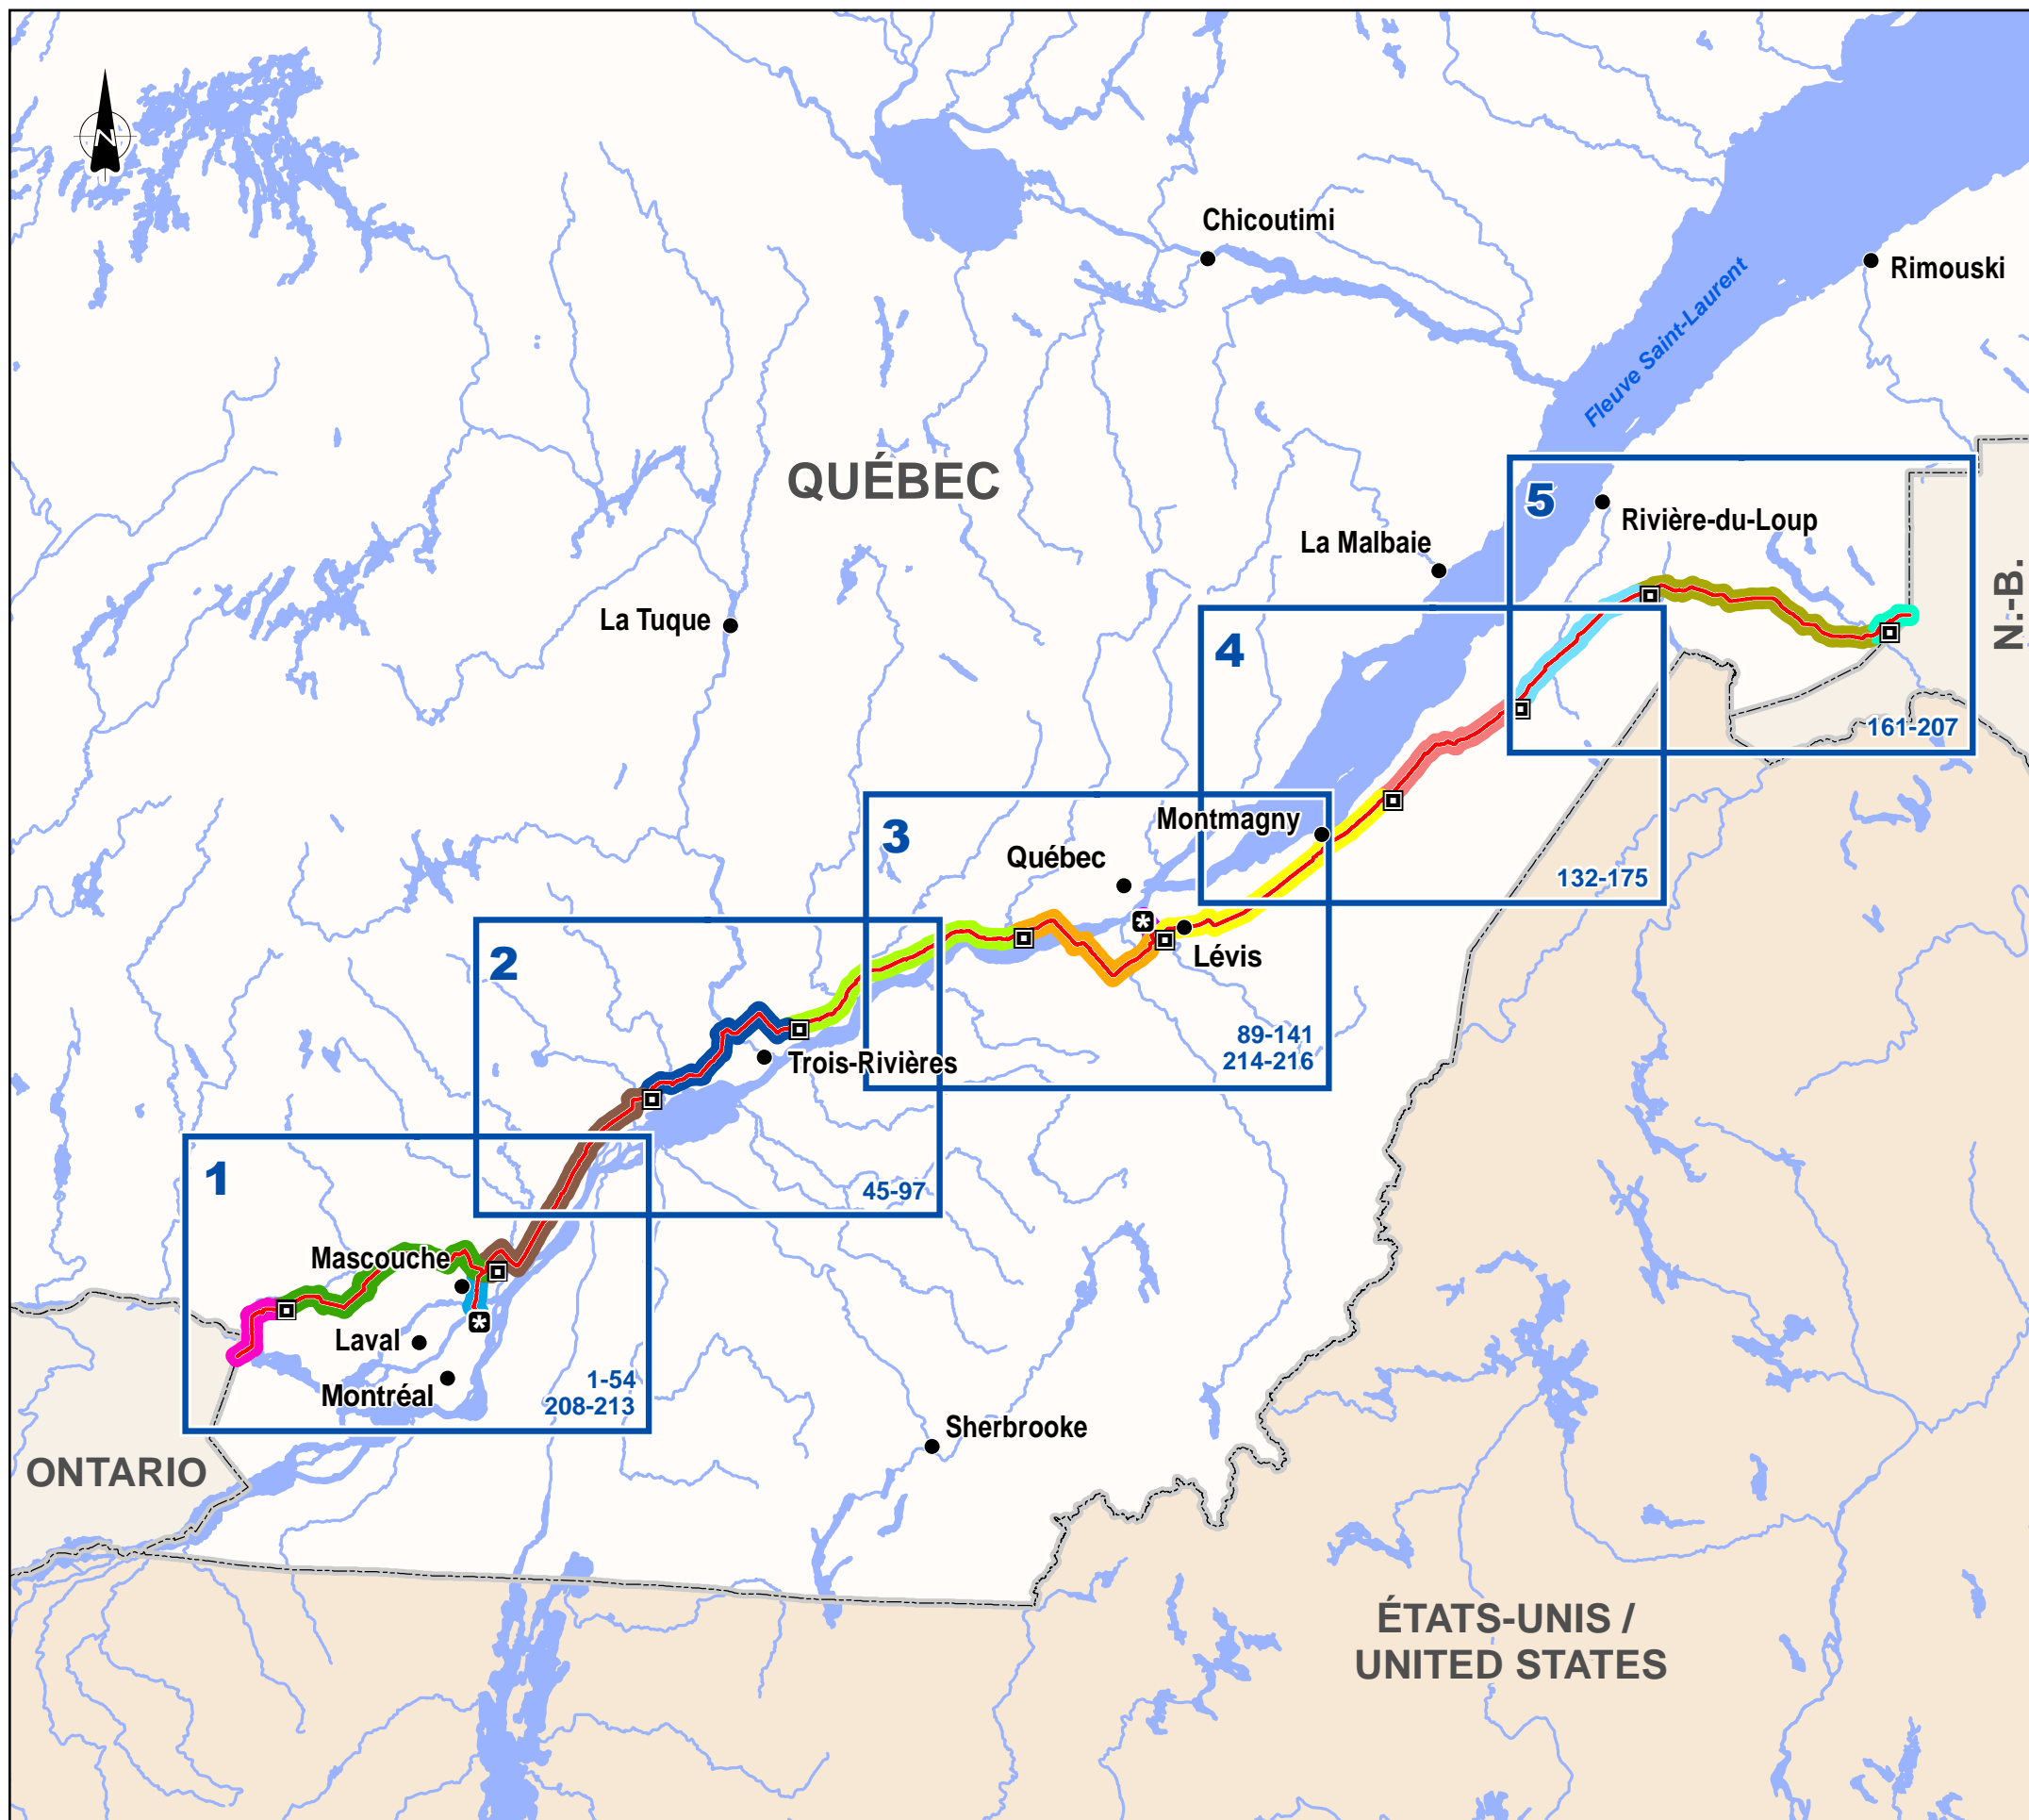 N
Chicoutimi
Rimouski
Fleuve Saint-Laurent
QUÉBEC
5
Rivière-du-Loup
La Malbaie
N.-B.
La Tuque
4
161-207
Montmagny
3
Québec
132-175
*
Lévis
2
89-141
214-216
Trois-Rivières
45-97
1
Mascouche
*
Laval
1-54
Montréal
208-213
Sherbrooke
ONTARIO
ÉTATS-UNIS /
UNITED STATES